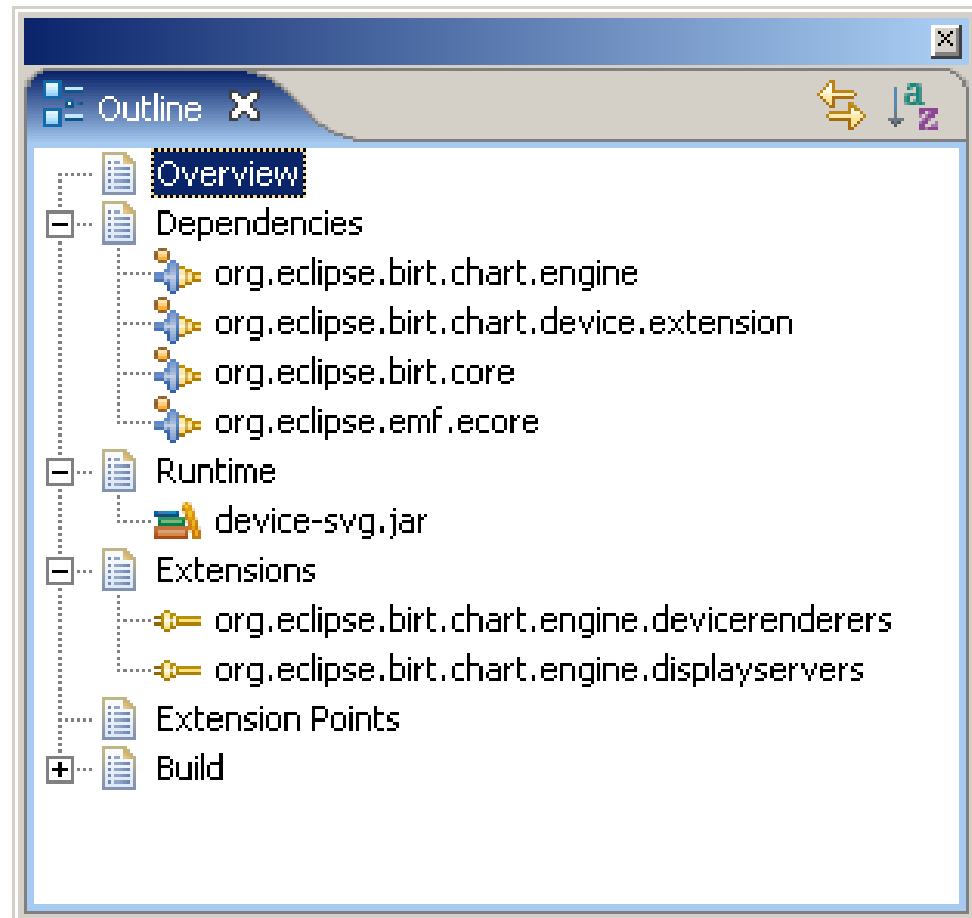 Outline
a
z
Overview
Dependencies
org.eclipse.birt.chart.engine
org.eclipse.birt.chart.device.extension
org.eclipse.birt.core
org.eclipse.emf.ecore
Runtime
device-svg.jar
Extensions
org.eclipse.birt.chart.engine.devicerenderers
org.eclipse.birt.chart.engine.displayservers
Extension Points
Build